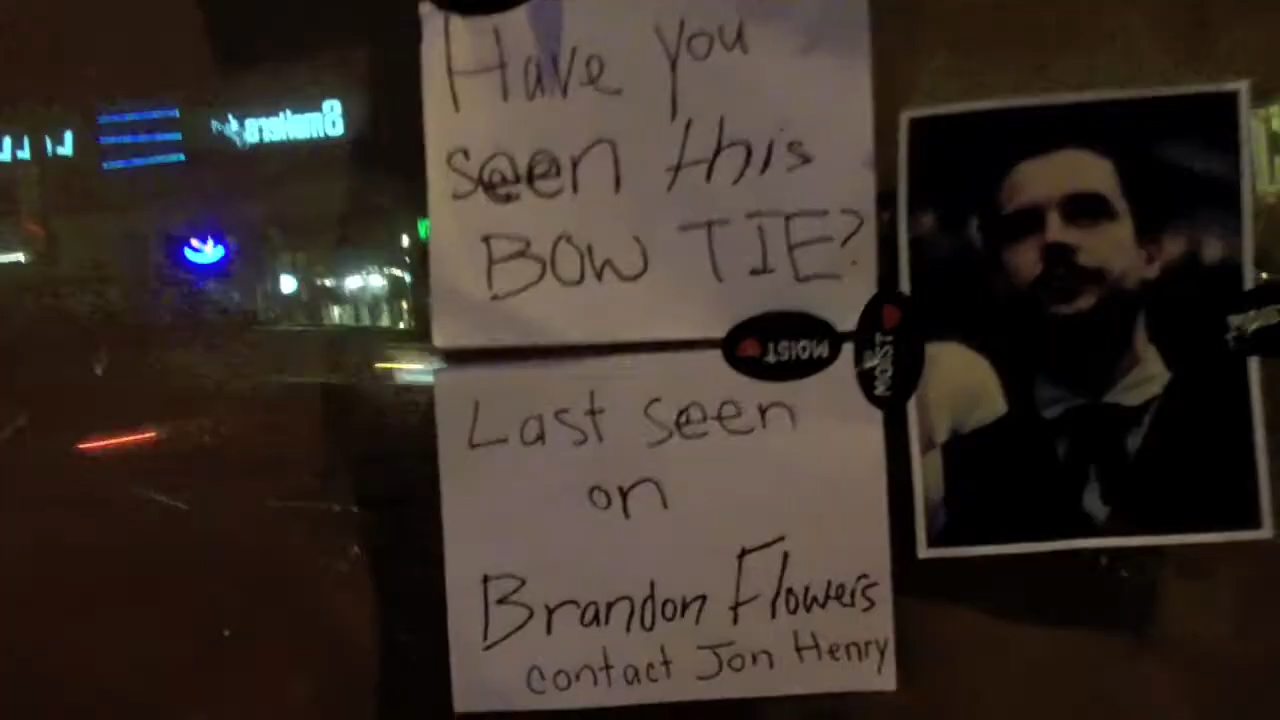 Have you
seen this
BOW TIE?
MOIST
MOIST
Last seen
on
Brandon Flowers
contact Jon Henry